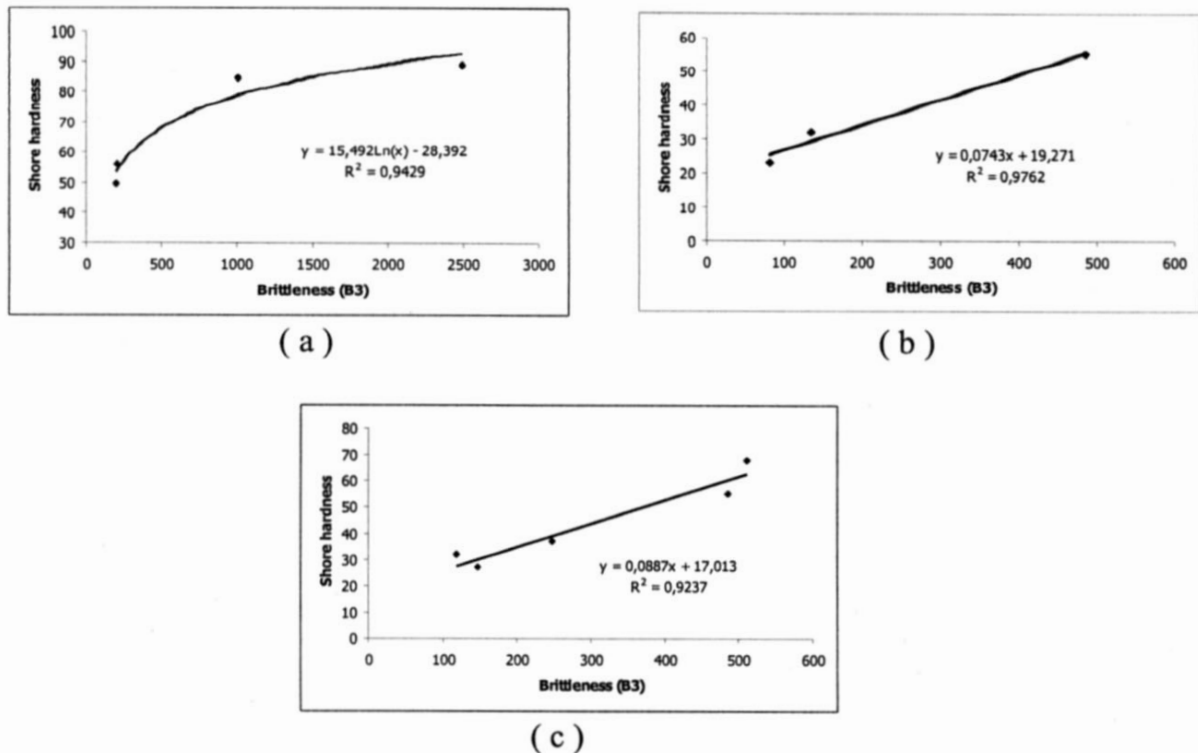 100
90
80
70
60
50
40
30
Shore hardness
y = 15,492Ln(x) - 28,392
R² = 0,9429
0 500 1000 1500 2000 2500 3000
Brittleness (B3)
( a )
60
50
40
30
20
10
0
Shore hardness
y = 0,0743x + 19,271
R² = 0,9762
0 100 200 300 400 500 600
Brittleness (B3)
( b )
80
70
60
50
40
30
20
10
0
Shore hardness
y = 0,0887x + 17,013
R² = 0,9237
0 100 200 300 400 500 600
Brittleness (B3)
( c )